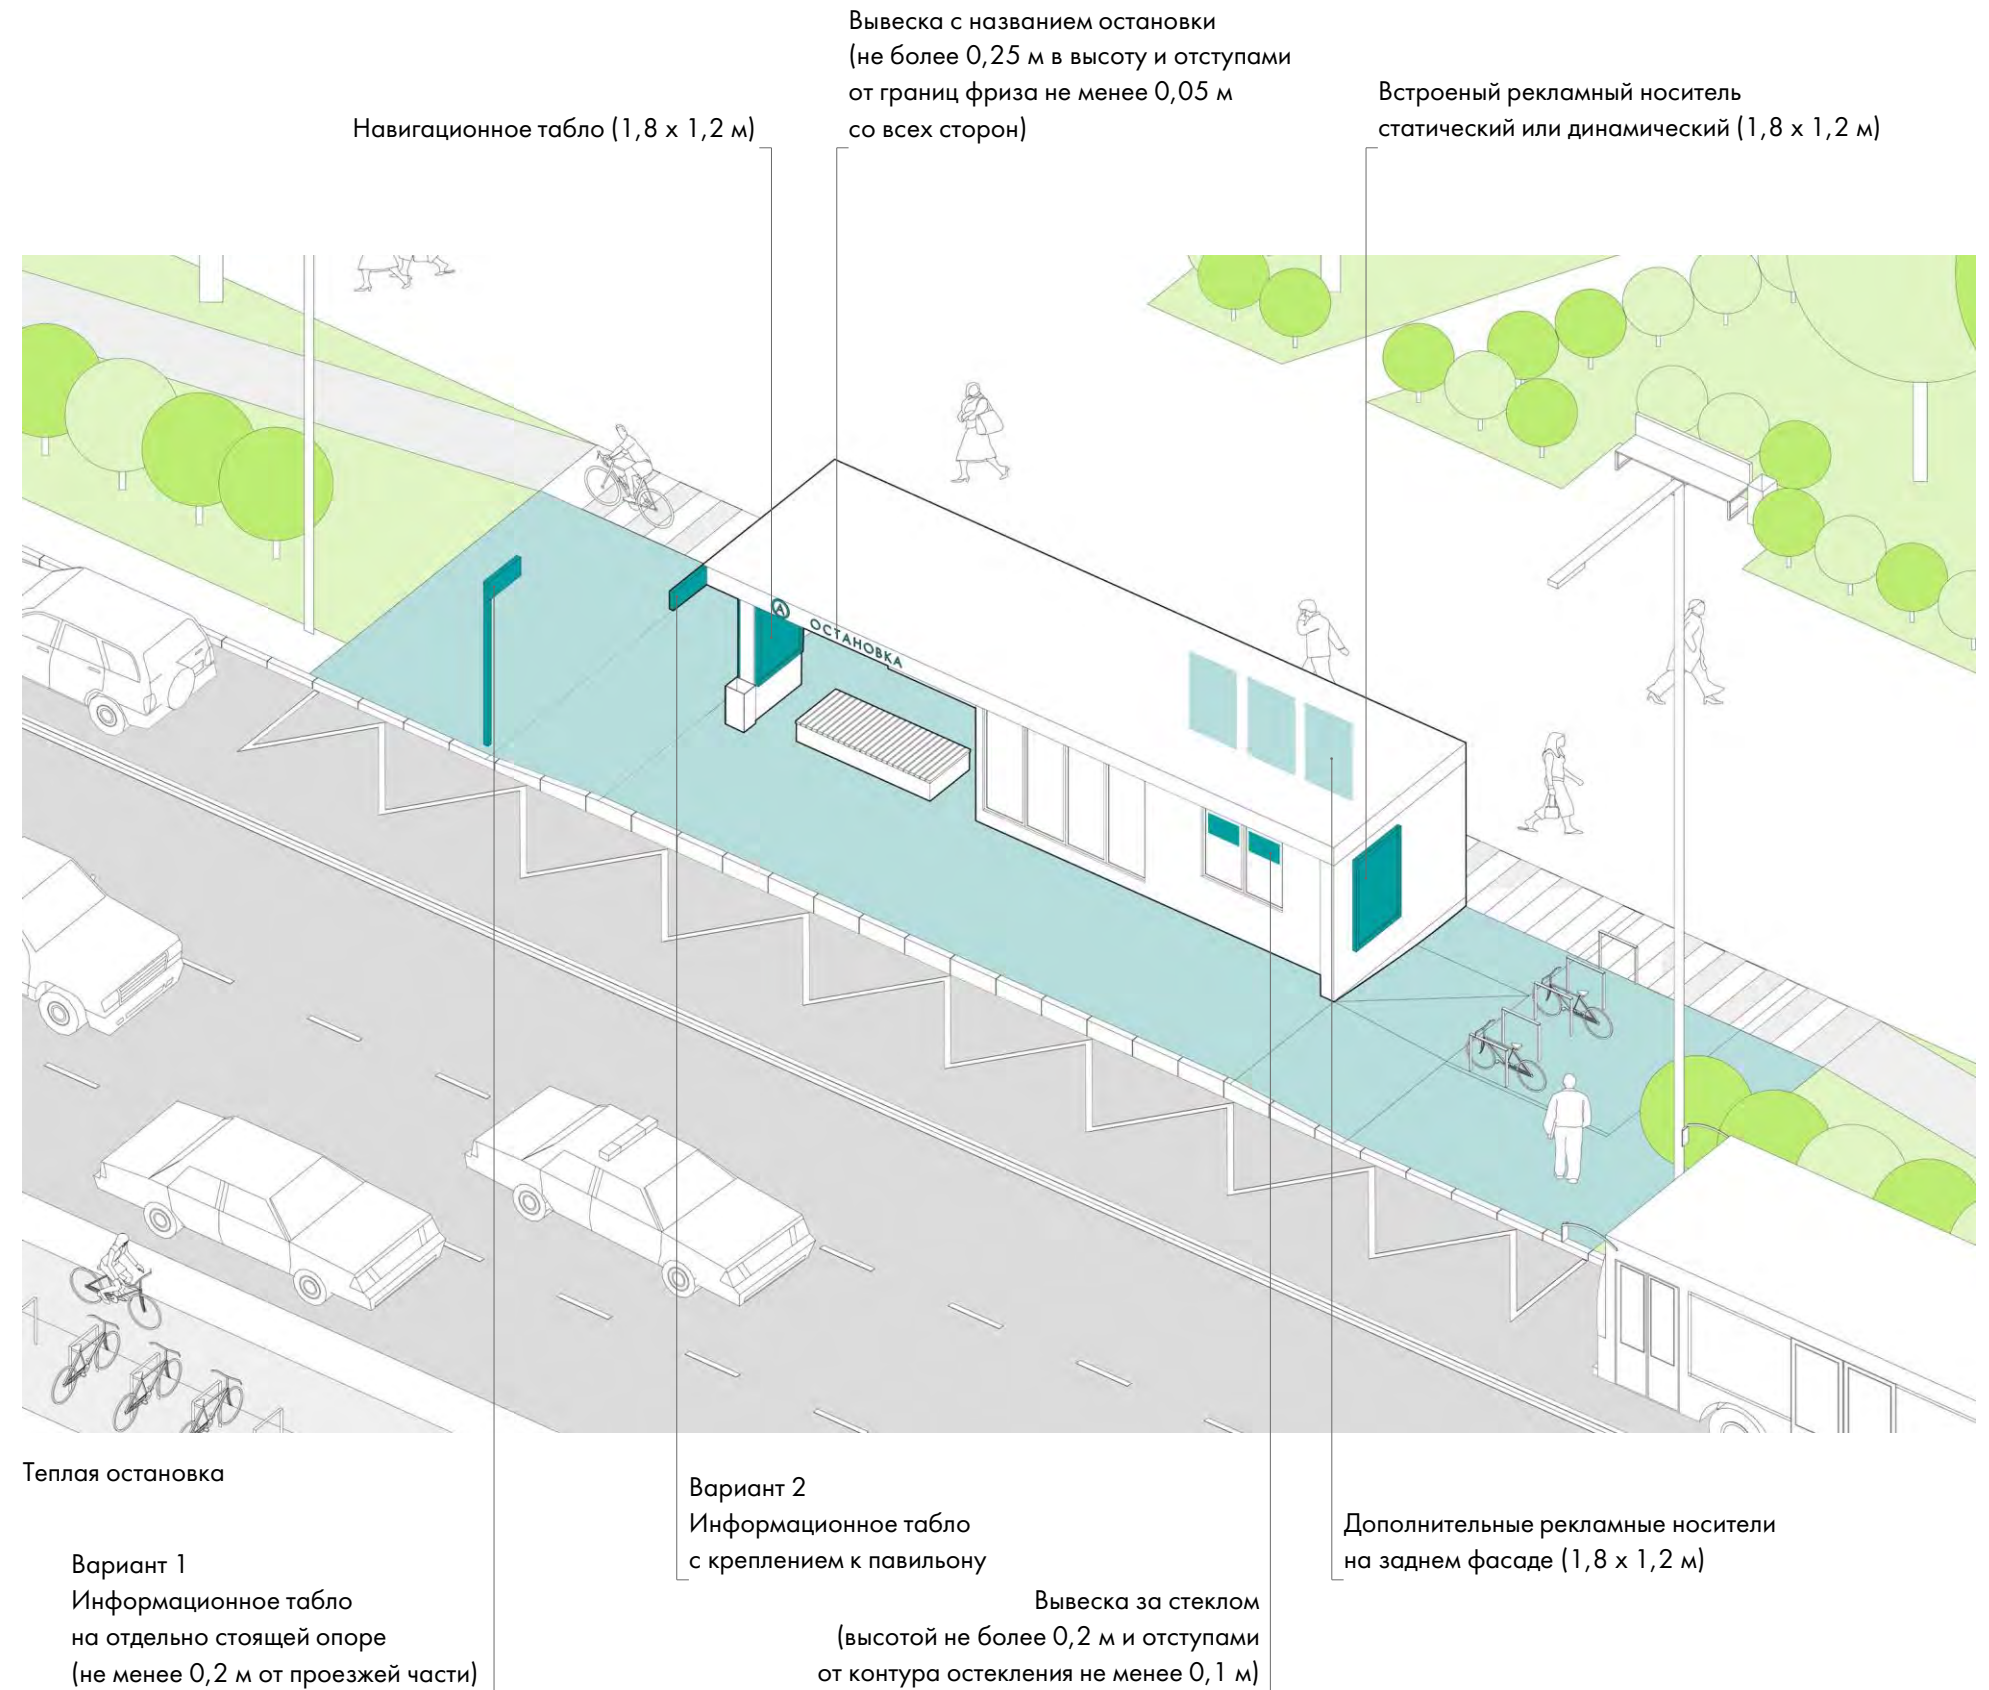 Вывеска с названием остановки
(не более 0,25 м в высоту и отступами
от границ фриза не менее 0,05 м
со всех сторон)
Навигационное табло (1,8 x 1,2 м)
Встроеный рекламный носитель
статический или динамический (1,8 x 1,2 м)
А
ОСТАНОВКА
Теплая остановка
Вариант 1
Информационное табло
на отдельно стоящей опоре
(не менее 0,2 м от проезжей части)
Вариант 2
Информационное табло
с креплением к павильону
Вывеска за стеклом
(высотой не более 0,2 м и отступами
от контура остекления не менее 0,1 м)
Дополнительные рекламные носители
на заднем фасаде (1,8 x 1,2 м)